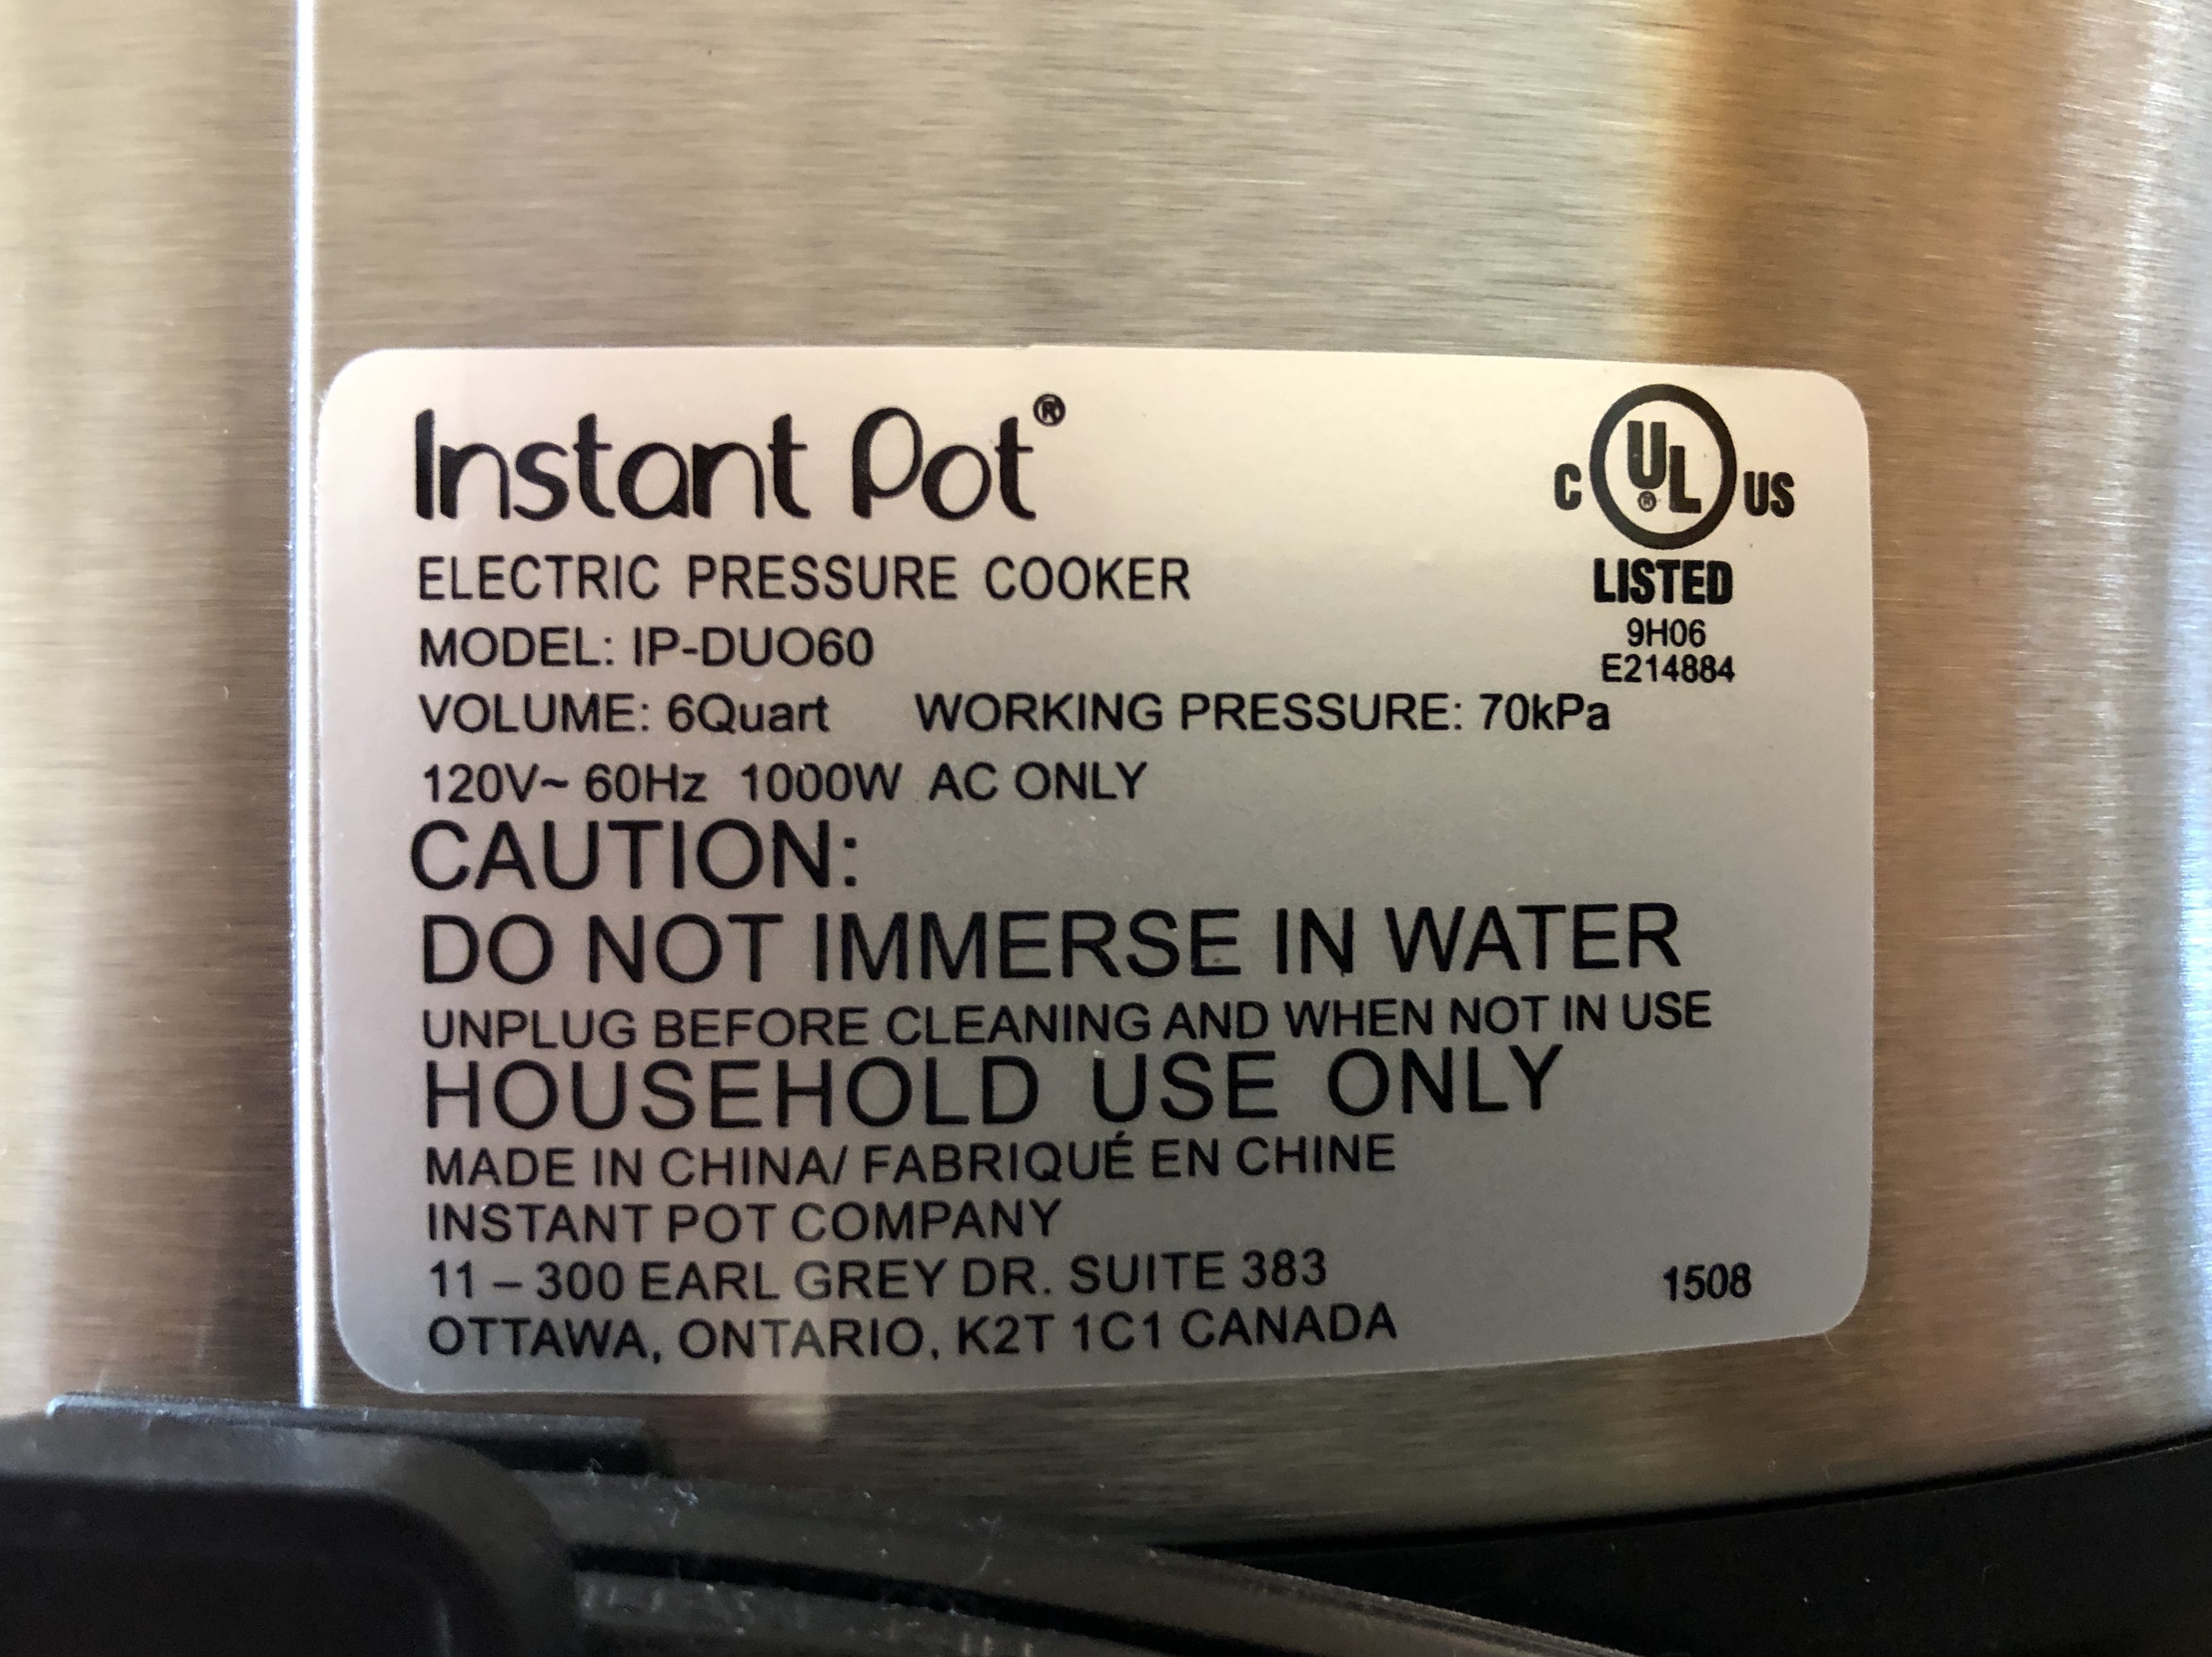 Instant Pot®
C UL® US
LISTED
9H06
E214884
ELECTRIC PRESSURE COOKER
MODEL: IP-DUO60
VOLUME: 6Quart WORKING PRESSURE: 70kPa
120V~ 60Hz 1000W AC ONLY
CAUTION:
DO NOT IMMERSE IN WATER
UNPLUG BEFORE CLEANING AND WHEN NOT IN USE
HOUSEHOLD USE ONLY
MADE IN CHINA/ FABRIQUÉ EN CHINE
INSTANT POT COMPANY
11 – 300 EARL GREY DR. SUITE 383
OTTAWA, ONTARIO, K2T 1C1 CANADA
1508